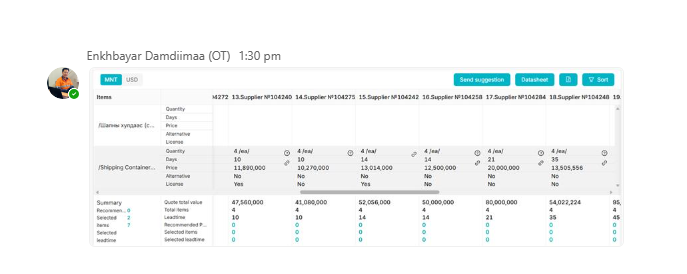 Enkhbayar Damdiimaa (OT) 1:30 pm
MNT USD Send suggestion Datasheet Sort
Items 104272 13.Supplier №104240 14.Supplier №104275 15.Supplier №104242 16.Supplier №104258 17.Supplier №104284 18.Supplier №104248 19.
Quantity
Days
/Шалны хулдаас (с... Price
Alternative
License
Quantity 4 /ea/ 4 /ea/ 4 /ea/ 4 /ea/ 4 /ea/ 4 /ea/
Days 10 10 14 14 21 35
/Shipping Container... Price 11,890,000 10,270,000 13,014,000 12,500,000 20,000,000 13,505,556
Alternative No No No No No No
License Yes No Yes No No No
Summary Quote total value 47,560,000 41,080,000 52,056,000 50,000,000 80,000,000 54,022,224 95,
Recommen... 0 Total items 4 4 4 4 4 4 4
Selected 2 Leadtime 10 10 14 14 21 35 45
items ? Recommended P... 0 0 0 0 0 0 0
Selected Selected items 0 0 0 0 0 0 0
leadtime Selected leadtime 0 0 0 0 0 0 0